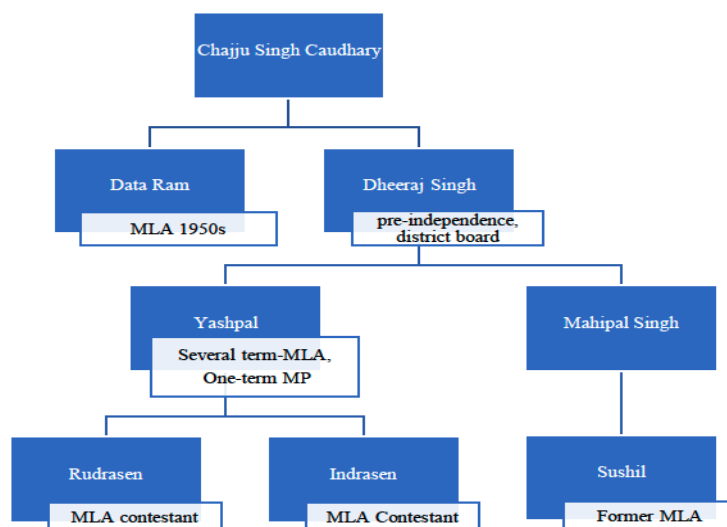 Chajju Singh Caudhary
Data Ram
MLA 1950s
Dheeraj Singh
pre-independence,
district board
Yashpal
Several term-MLA,
One-term MP
Mahipal Singh
Rudrasen
MLA contestant
Indrasen
MLA Contestant
Sushil
Former MLA